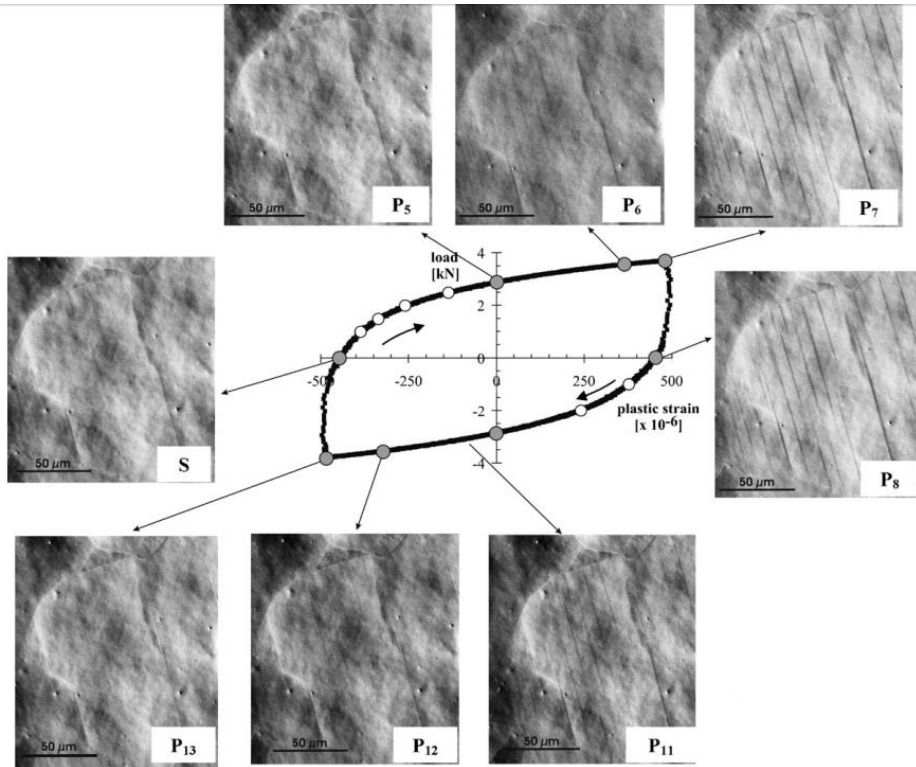 50 µm
P5
50 µm
P6
50 µm
P7
load
[kN]
4
2
0
-2
-4
-500
-250
0
250
500
plastic strain
[x 10-6]
50 µm
S
50 µm
P8
50 µm
P13
50 µm
P12
50 µm
P11